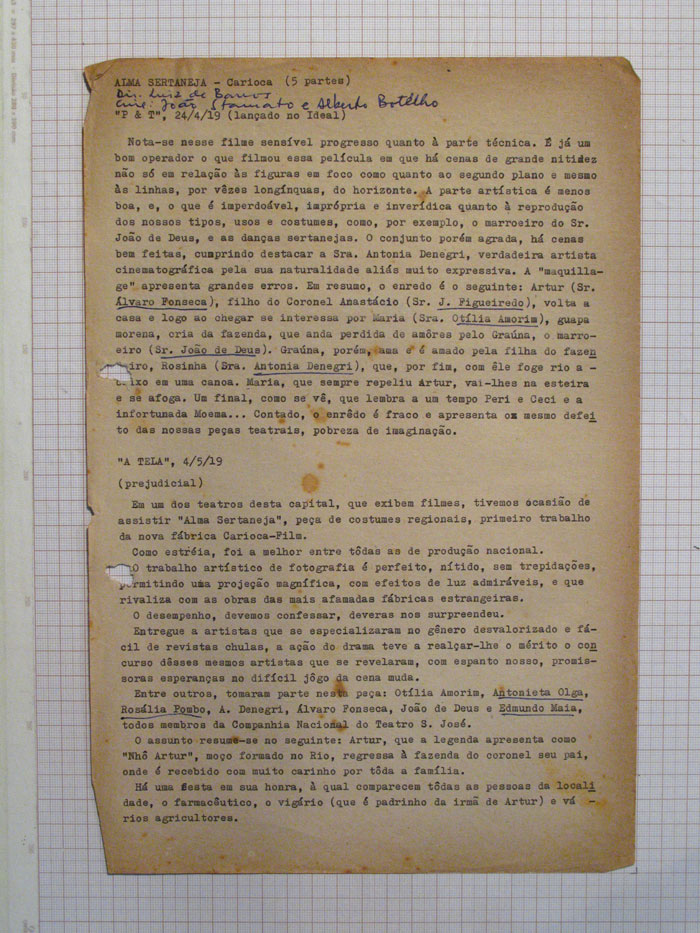 ALMA SERTANEJA - Carioca (5 partes)
Dir. Luiz de Barros
Cine: João Stamato e Alberto Botelho
"P & T", 24/4/19 (lançado no Ideal)
Nota-se nesse filme sensível progresso quanto à parte técnica. É já um
bom operador o que filmou essa película em que há cenas de grande nitidez
não só em relação às figuras em foco como quanto ao segundo plano e mesmo
às linhas, por vêzes longínquas, do horizonte. A parte artística é menos
boa, e, o que é imperdoável, imprópria e inverídica quanto à reprodução
dos nossos tipos, usos e costumes, como, por exemplo, o marroeiro do Sr.
João de Deus, e as danças sertanejas. O conjunto porém agrada, há cenas
bem feitas, cumprindo destacar a Sra. Antonia Denegri, verdadeira artista
cinematográfica pela sua naturalidade aliás muito expressiva. A "maquilla-
ge" apresenta grandes erros. Em resumo, o enredo é o seguinte: Artur (Sr.
Álvaro Fonseca), filho do Coronel Anastácio (Sr. J. Figueiredo), volta a
casa e logo ao chegar se interessa por Maria (Sra. Otília Amorim), guapa
morena, cria da fazenda, que anda perdida de amôres pelo Graúna, o marro-
eiro (Sr. João de Deus). Graúna, porém, ama e é amado pela filha do fazen
eiro, Rosinha (Sra. Antonia Denegri), que, por fim, com êle foge rio a -
baixo em uma canoa. Maria, que sempre repeliu Artur, vai-lhes na esteira
e se afoga. Um final, como se vê, que lembra a um tempo Peri e Ceci e a
infortunada Moema... Contado, o enrêdo é fraco e apresenta o mesmo defei
to das nossas peças teatrais, pobreza de imaginação.
"A TELA", 4/5/19
(prejudicial)
Em um dos teatros desta capital, que exibem filmes, tivemos ocasião de
assistir "Alma Sertaneja", peça de costumes regionais, primeiro trabalho
da nova fábrica Carioca-Film.
Como estréia, foi a melhor entre tôdas as de produção nacional.
O trabalho artístico de fotografia é perfeito, nítido, sem trepidações,
permitindo uma projeção magnífica, com efeitos de luz admiráveis, e que
rivaliza com as obras das mais afamadas fábricas estrangeiras.
O desempenho, devemos confessar, deveras nos surpreendeu.
Entregue a artistas que se especializaram no gênero desvalorizado e fá-
cil de revistas chulas, a ação do drama teve a realçar-lhe o mérito o con
curso dêsses mesmos artistas que se revelaram, com espanto nosso, promis-
soras esperanças no difícil jôgo da cena muda.
Entre outros, tomaram parte nesta peça: Otília Amorim, Antonieta Olga,
Rosália Pombo, A. Denegri, Álvaro Fonseca, João de Deus e Edmundo Maia,
todos membros da Companhia Nacional do Teatro S. José.
O assunto resume-se no seguinte: Artur, que a legenda apresenta como
"Nhô Artur", moço formado no Rio, regressa à fazenda do coronel seu pai,
onde é recebido com muito carinho por tôda a família.
Há uma festa em sua honra, à qual comparecem tôdas as pessoas da locali
dade, o farmacêutico, o vigário (que é padrinho da irmã de Artur) e vá -
rios agricultores.